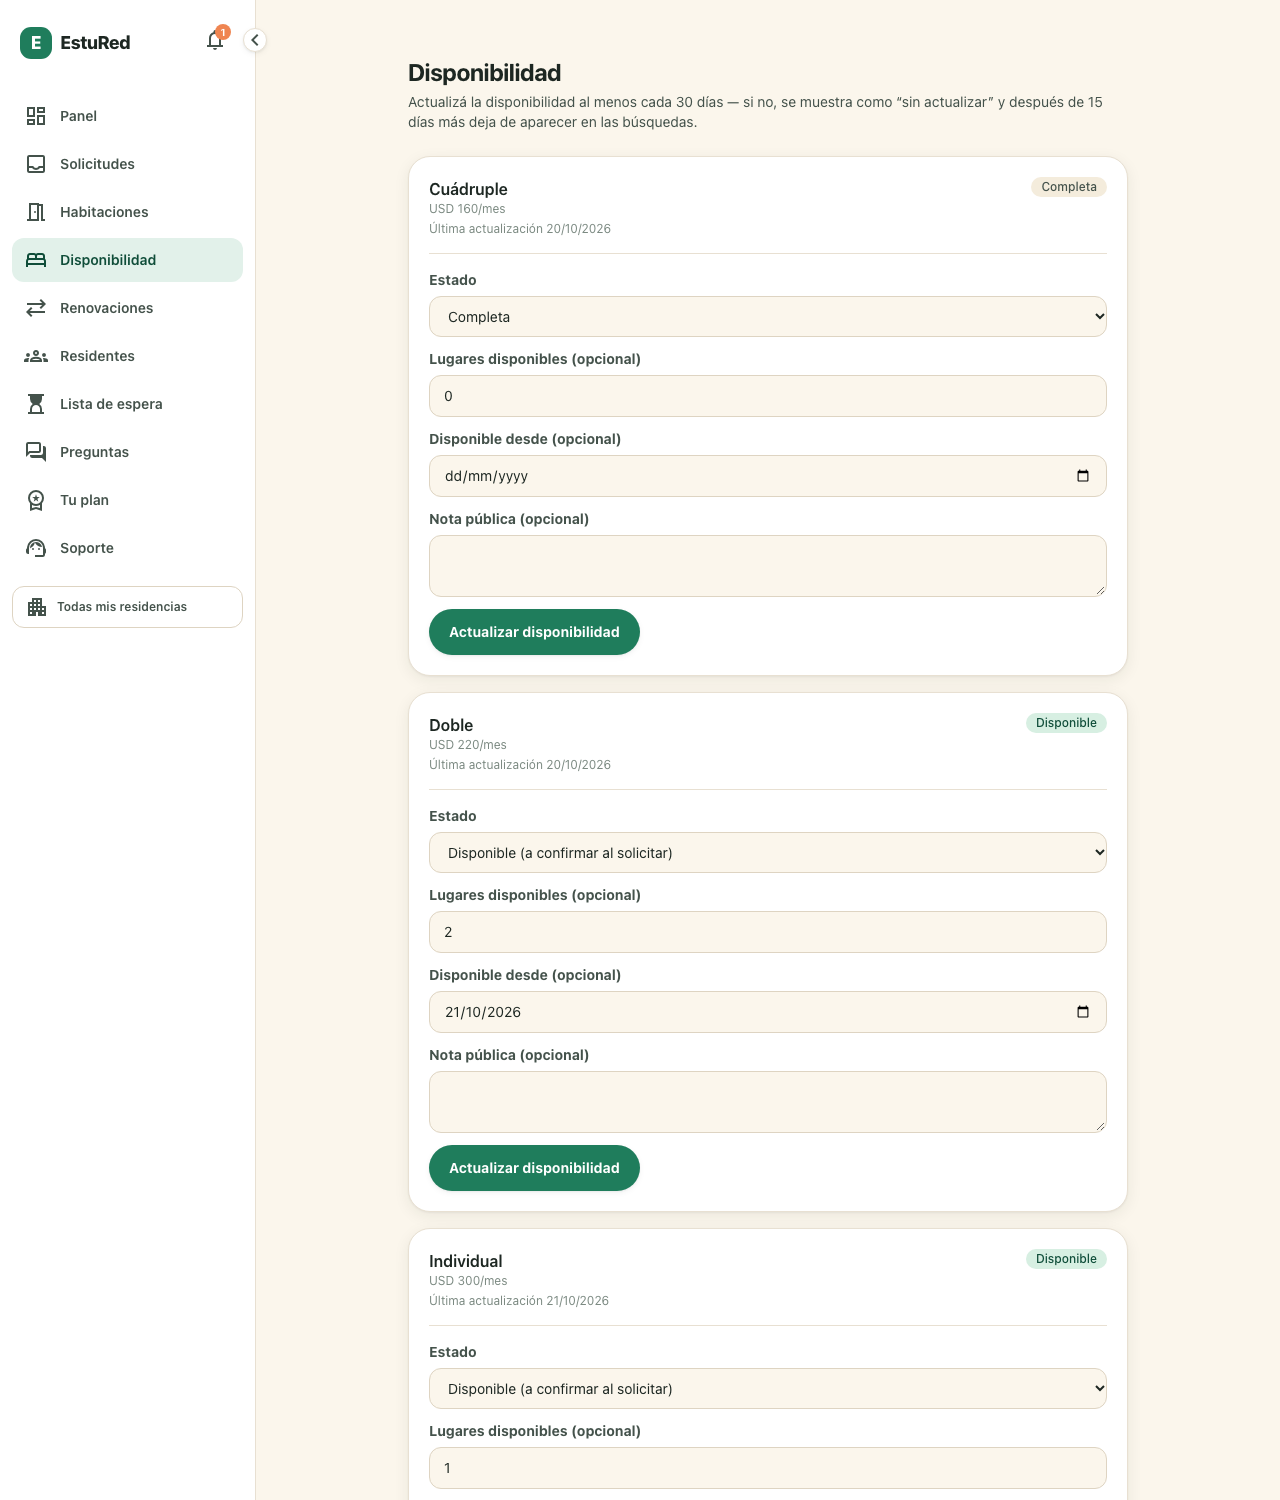 E EstuRed
1
Panel
Solicitudes
Habitaciones
Disponibilidad
Renovaciones
Residentes
Lista de espera
Preguntas
Tu plan
Soporte
Todas mis residencias
Disponibilidad
Actualizá la disponibilidad al menos cada 30 días — si no, se muestra como “sin actualizar” y después de 15
días más deja de aparecer en las búsquedas.
Cuádruple
Completa
USD 160/mes
Última actualización 20/10/2026
Estado
Completa
Lugares disponibles (opcional)
0
Disponible desde (opcional)
dd/mm/yyyy
Nota pública (opcional)
Actualizar disponibilidad
Doble
Disponible
USD 220/mes
Última actualización 20/10/2026
Estado
Disponible (a confirmar al solicitar)
Lugares disponibles (opcional)
2
Disponible desde (opcional)
21/10/2026
Nota pública (opcional)
Actualizar disponibilidad
Individual
Disponible
USD 300/mes
Última actualización 21/10/2026
Estado
Disponible (a confirmar al solicitar)
Lugares disponibles (opcional)
1